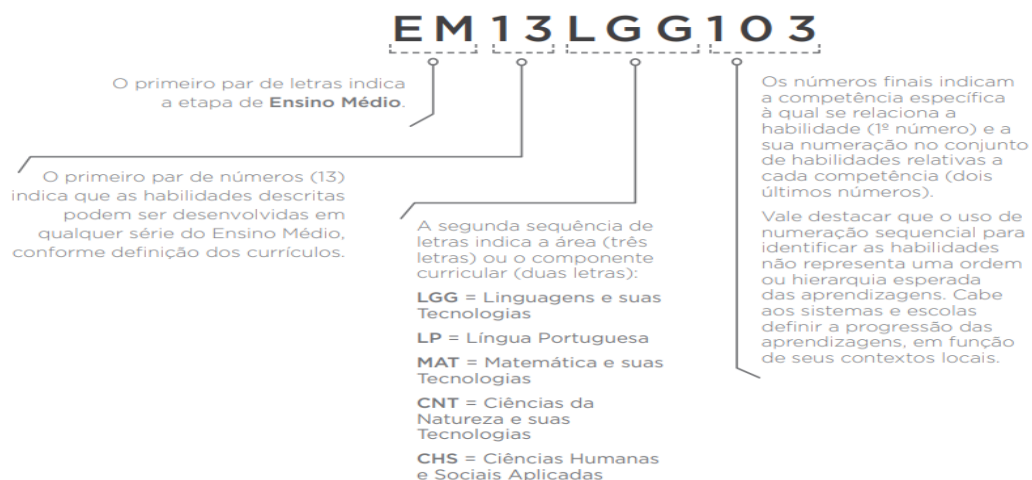 EM13LGG103
O primeiro par de letras indica
a etapa de Ensino Médio.
O primeiro par de números (13)
indica que as habilidades descritas
podem ser desenvolvidas em
qualquer série do Ensino Médio,
conforme definição dos currículos.
A segunda sequência de
letras indica a área (três
letras) ou o componente
curricular (duas letras):
LGG = Linguagens e suas
Tecnologias
LP = Língua Portuguesa
MAT = Matemática e suas
Tecnologias
CNT = Ciências da
Natureza e suas
Tecnologias
CHS = Ciências Humanas
e Sociais Aplicadas
Os números finais indicam
a competência específica
à qual se relaciona a
habilidade (1º número) e a
sua numeração no conjunto
de habilidades relativas a
cada competência (dois
últimos números).
Vale destacar que o uso de
numeração sequencial para
identificar as habilidades
não representa uma ordem
ou hierarquia esperada
das aprendizagens. Cabe
aos sistemas e escolas
definir a progressão das
aprendizagens, em função
de seus contextos locais.